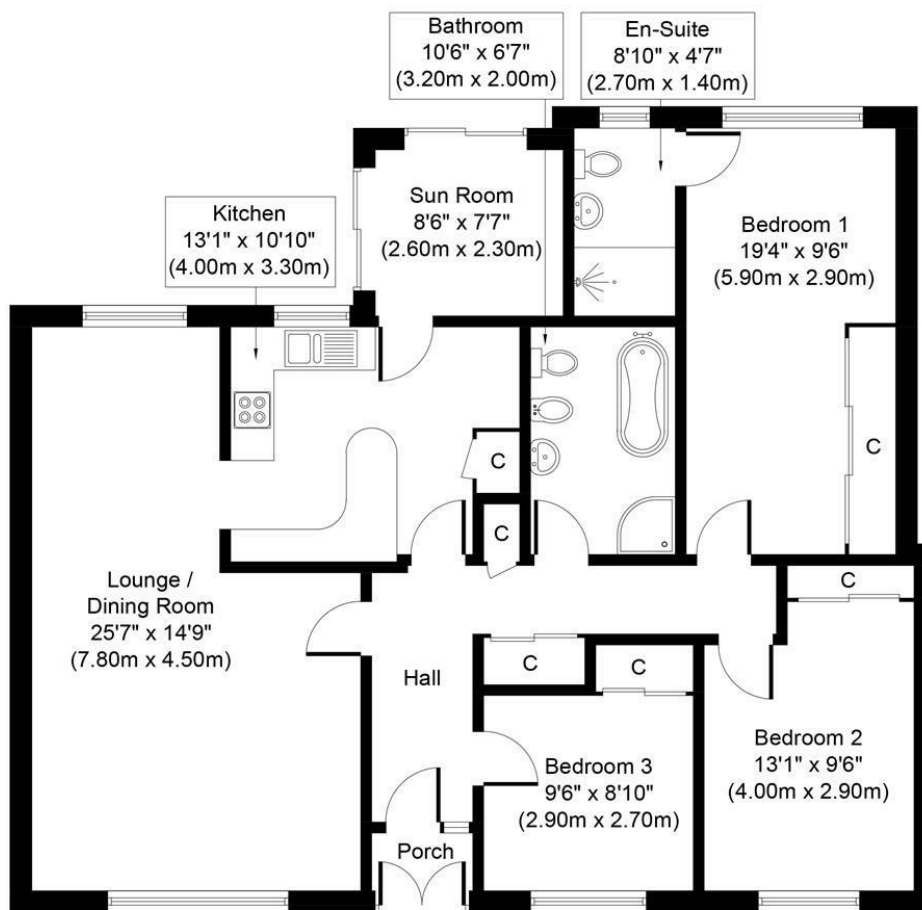 Bathroom
10'6" x 6'7"
(3.20m x 2.00m)
En-Suite
8'10" x 4'7"
(2.70m x 1.40m)
Kitchen
13'1" x 10'10"
(4.00m x 3.30m)
Sun Room
8'6" x 7'7"
(2.60m x 2.30m)
Bedroom 1
19'4" x 9'6"
(5.90m x 2.90m)
C
C
C
Lounge /
Dining Room
25'7" x 14'9"
(7.80m x 4.50m)
Hall
C
C
C
Bedroom 3
9'6" x 8'10"
(2.90m x 2.70m)
Bedroom 2
13'1" x 9'6"
(4.00m x 2.90m)
Porch